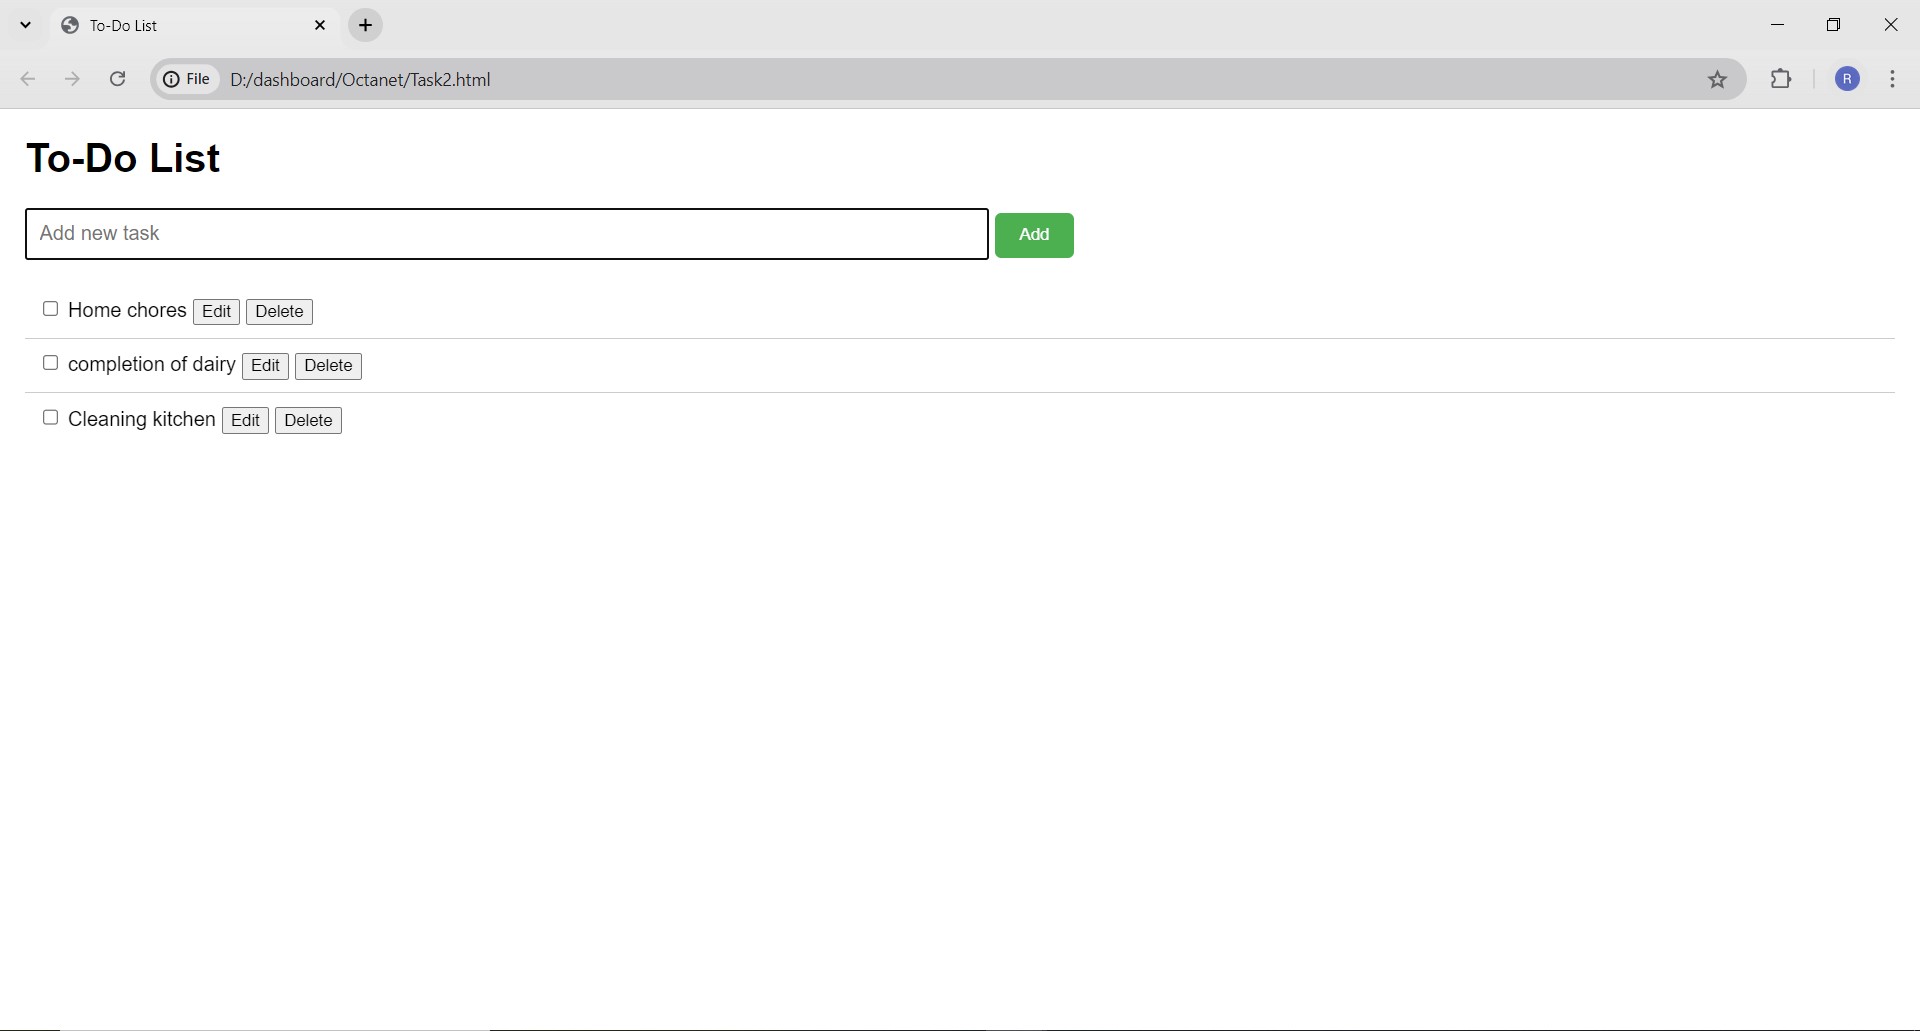 To-Do List
File D:/dashboard/Octanet/Task2.html
R
To-Do List
Add new task Add
Home chores Edit Delete
completion of dairy Edit Delete
Cleaning kitchen Edit Delete